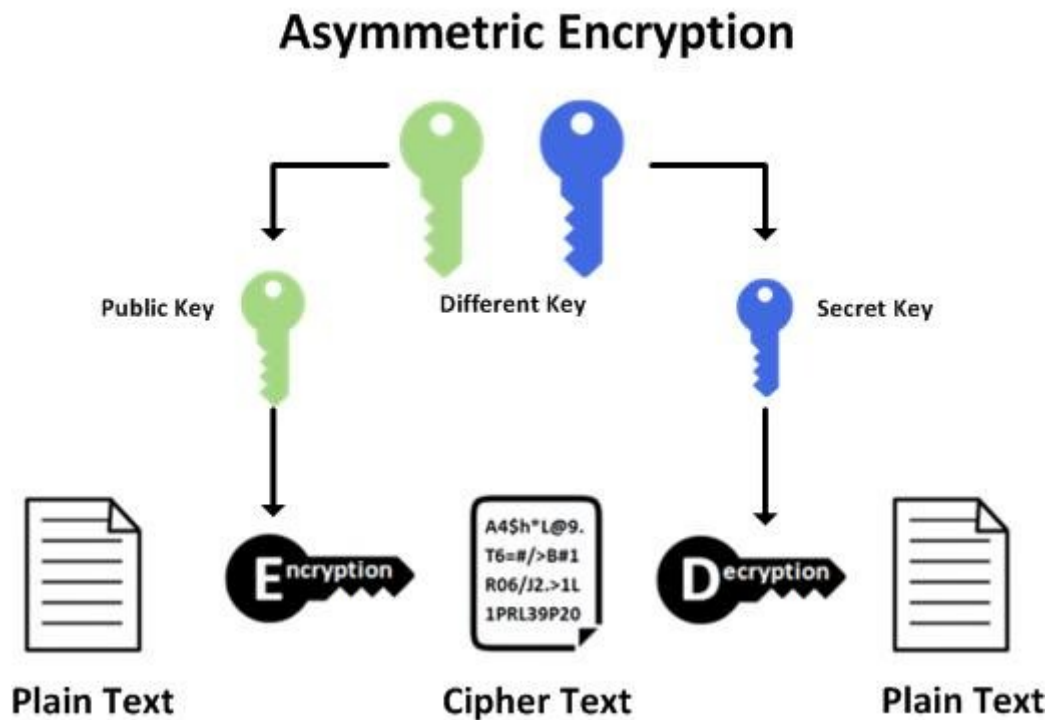 Asymmetric Encryption
Public Key
Different Key
Secret Key
Encryption
A4$h*L@9.
T6=#/>B#1
R06/J2.>1L
1PRL39P20
Decryption
Plain Text
Cipher Text
Plain Text